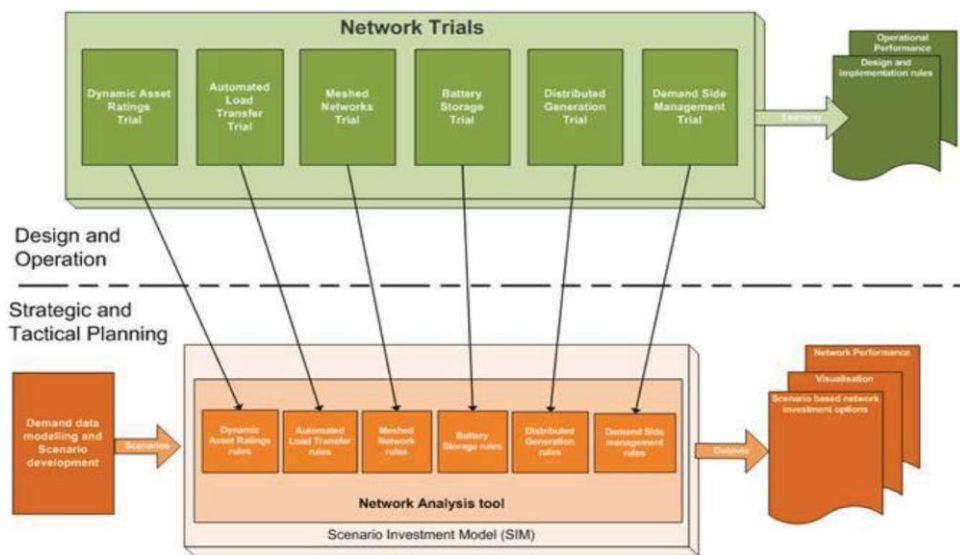 Network Trials
Dynamic Asset
Ratings
Trial
Automated
Load
Transfer
Trial
Meshed
Networks
Trial
Battery
Storage
Trial
Distributed
Generation
Trial
Demand Side
Management
Trial
Learning
Operational
Performance
Design and
implementation rules
Design and
Operation
Strategic and
Tactical Planning
Demand data
modelling and
Scenario
development
Scenarios
Dynamic
Asset Ratings
rules
Automated
Load Transfer
rules
Meshed
Network
rules
Battery
Storage rules
Distributed
Generation
rules
Demand Side
management
rules
Network Analysis tool
Scenario Investment Model (SIM)
Outputs
Network Performance
Visualisation
Scenario based network
investment options